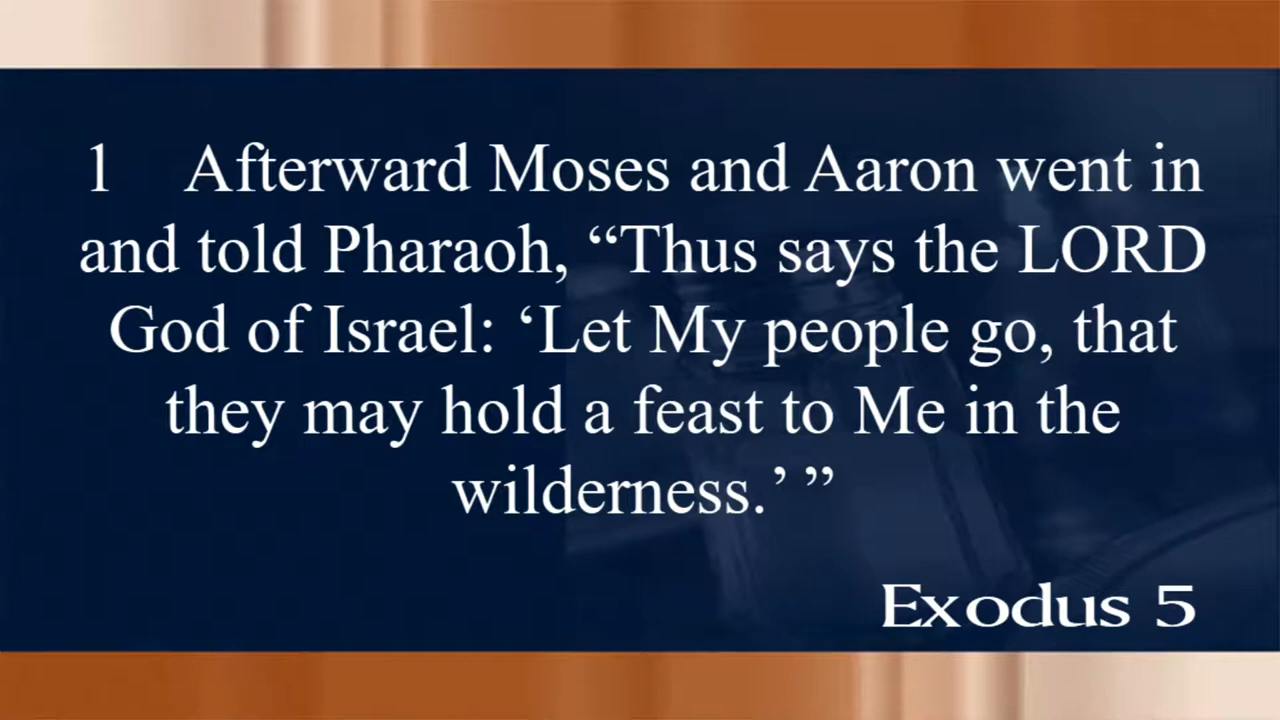 1 Afterward Moses and Aaron went in
and told Pharaoh, “Thus says the LORD
God of Israel: ‘Let My people go, that
they may hold a feast to Me in the
wilderness.’ ”
Exodus 5